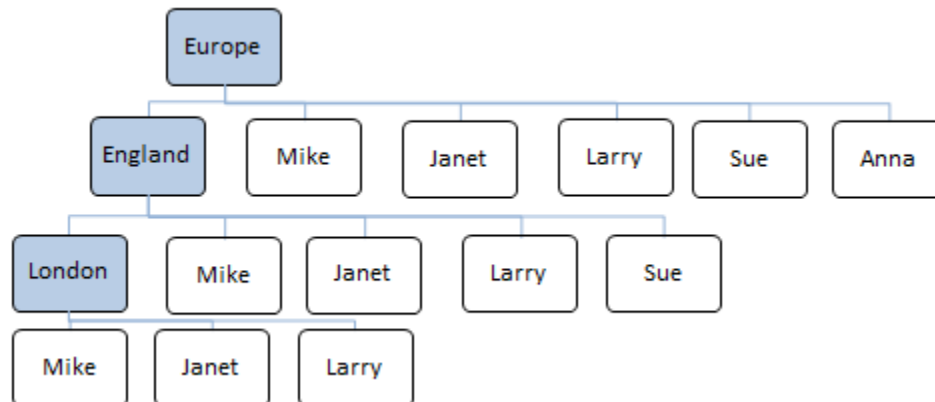 Europe
England
Mike
Janet
Larry
Sue
Anna
London
Mike
Janet
Larry
Sue
Mike
Janet
Larry